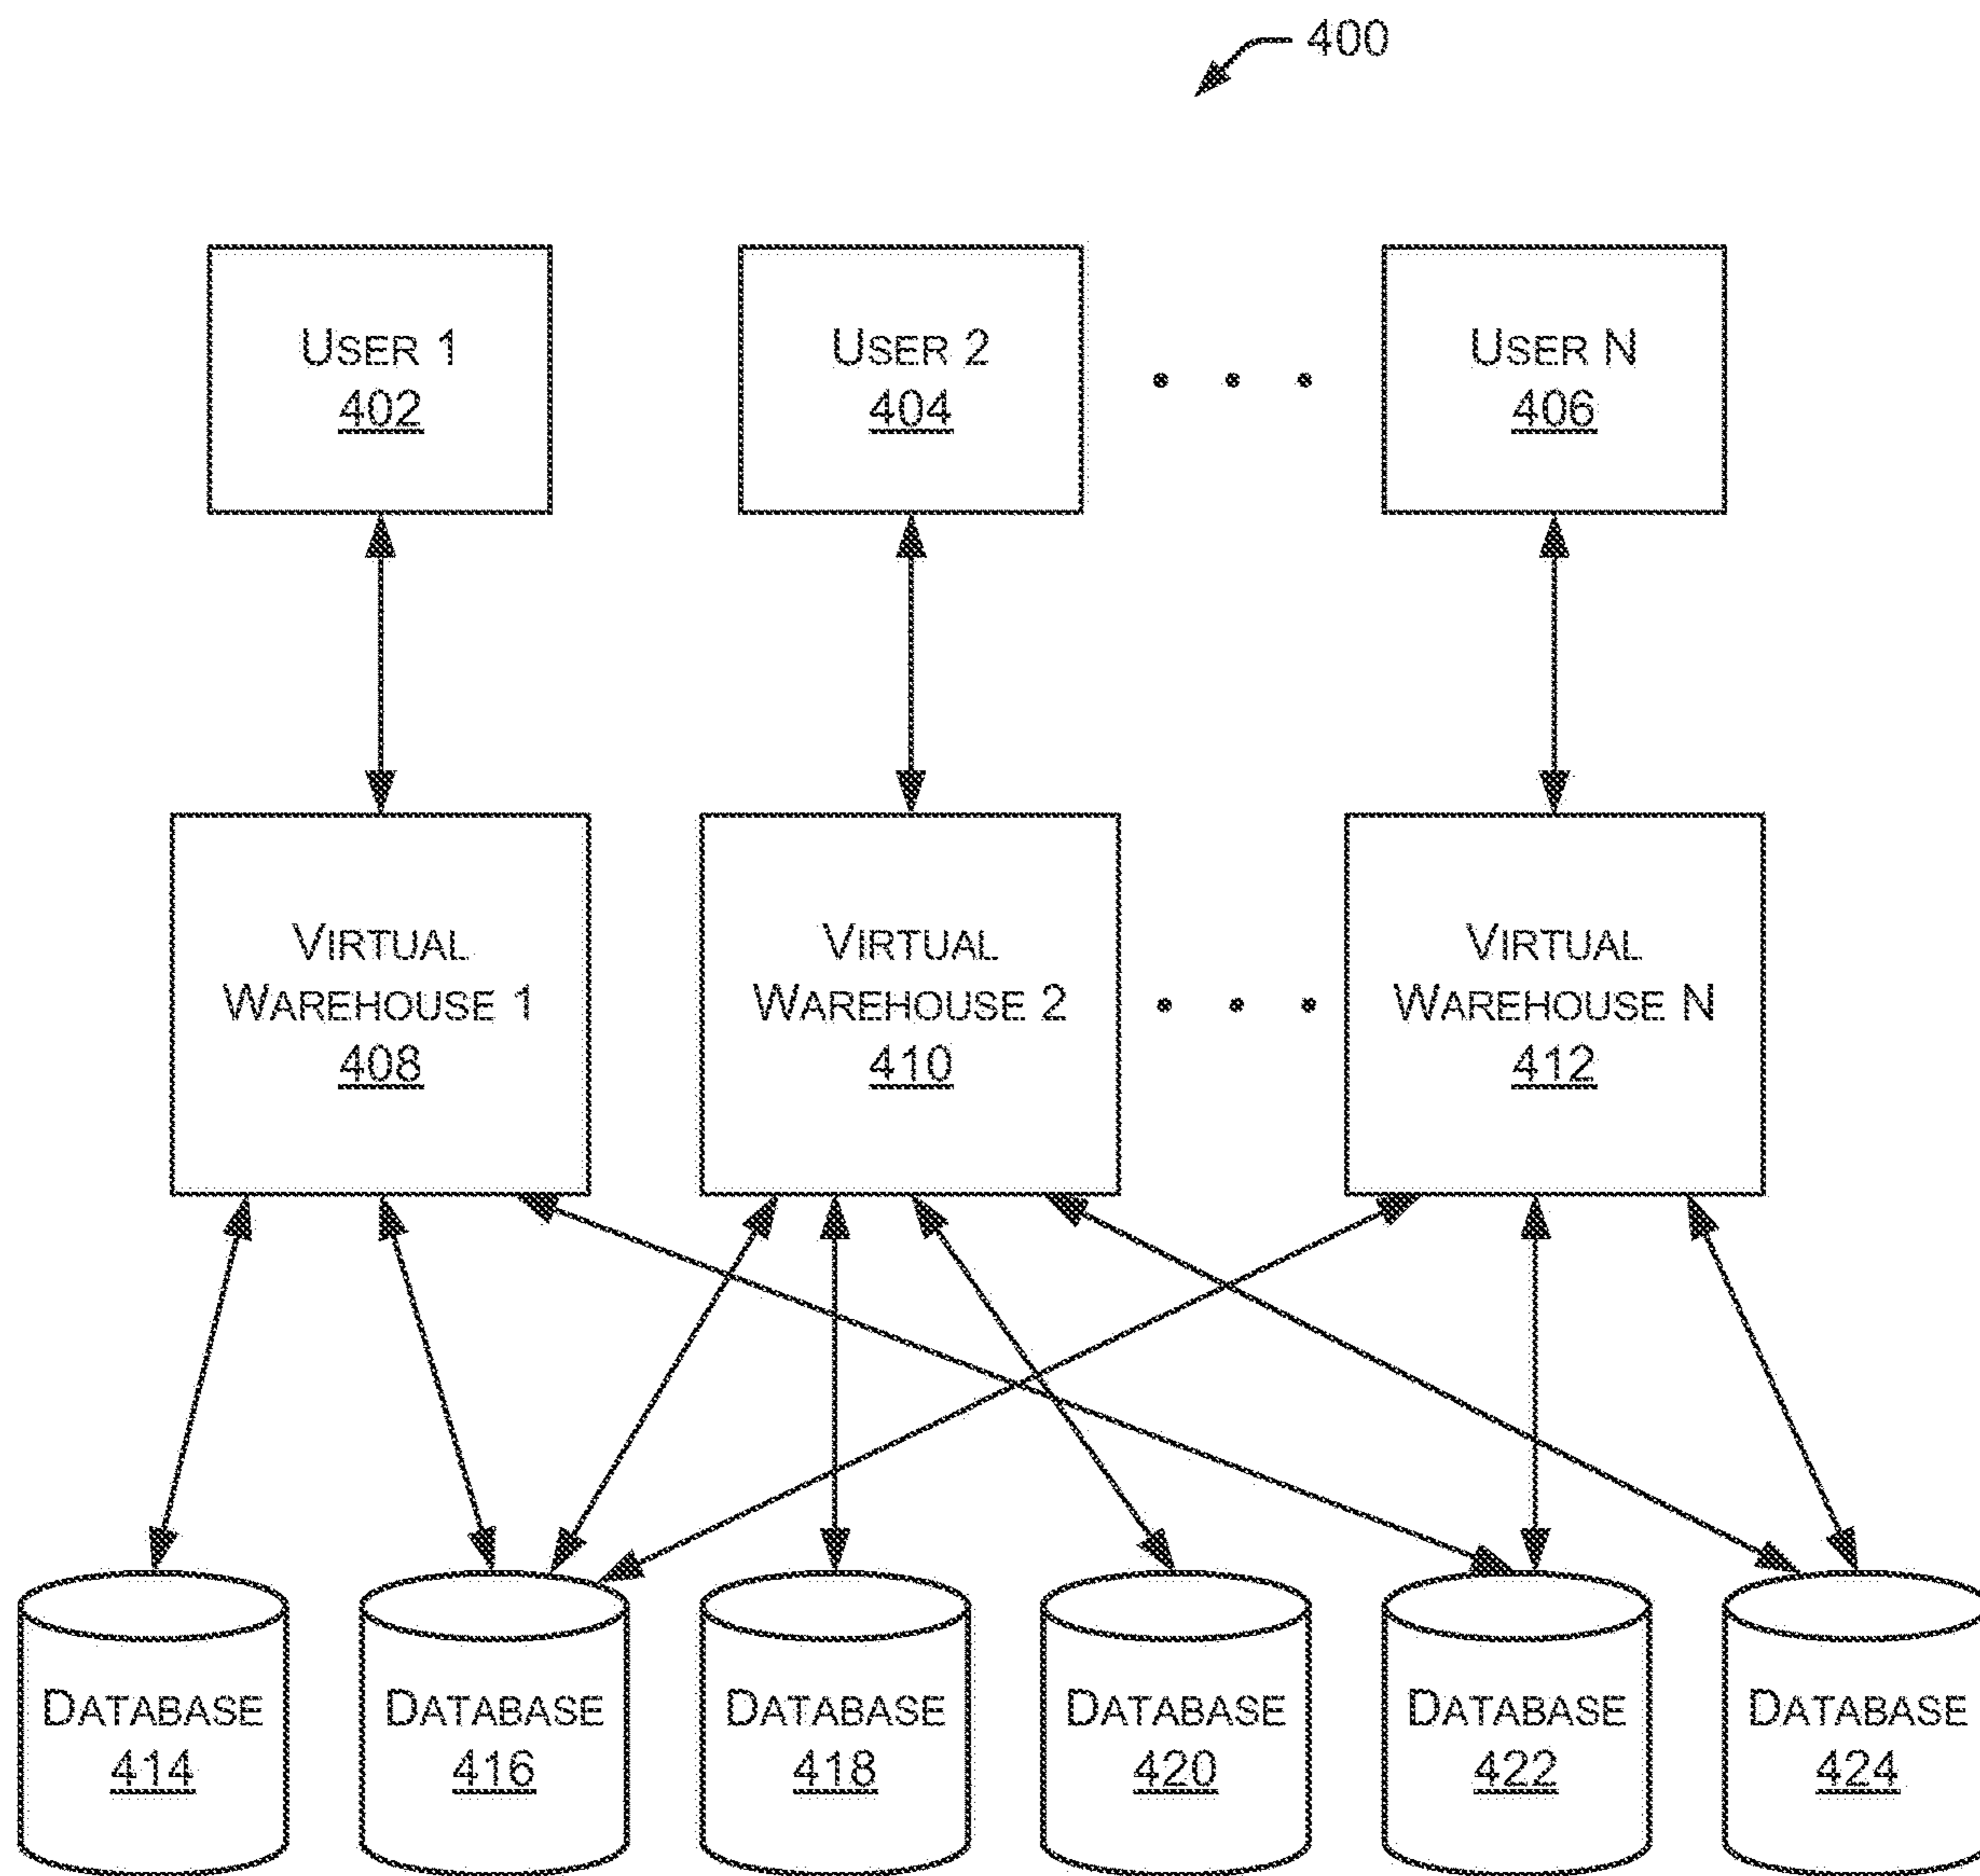 400
USER 1
402
USER 2
404
USER N
406
VIRTUAL
WAREHOUSE 1
408
VIRTUAL
WAREHOUSE 2
410
VIRTUAL
WAREHOUSE N
412
DATABASE
414
DATABASE
416
DATABASE
418
DATABASE
420
DATABASE
422
DATABASE
424